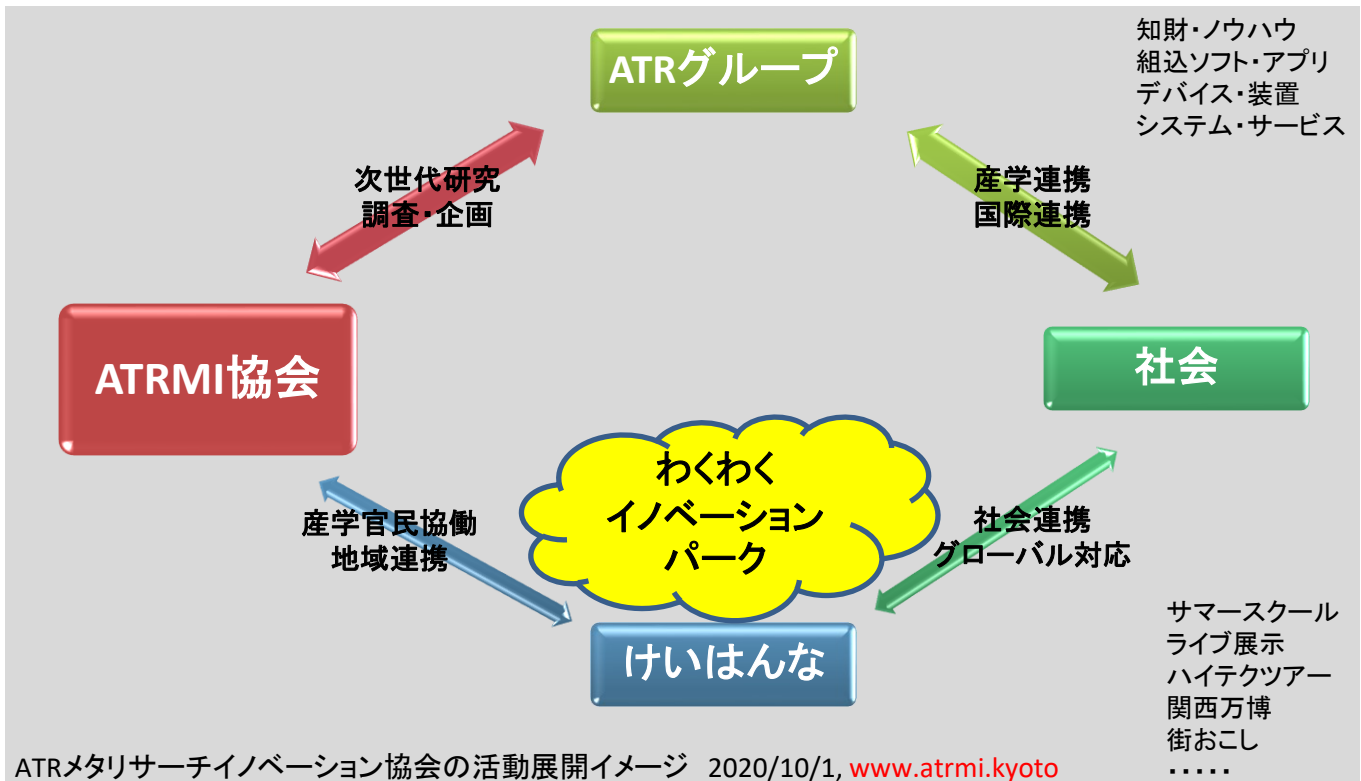 ATRグループ
知財・ノウハウ
組込ソフト・アプリ
デバイス・装置
システム・サービス
次世代研究
調査・企画
産学連携
国際連携
ATRMI協会
社会
わくわく
イノベーション
パーク
産学官民協働
地域連携
社会連携
グローバル対応
けいはんな
サマースクール
ライブ展示
ハイテクツアー
関西万博
街おこし
・・・・・
ATRメタリサーチイノベーション協会の活動展開イメージ 2020/10/1, www.atrmi.kyoto